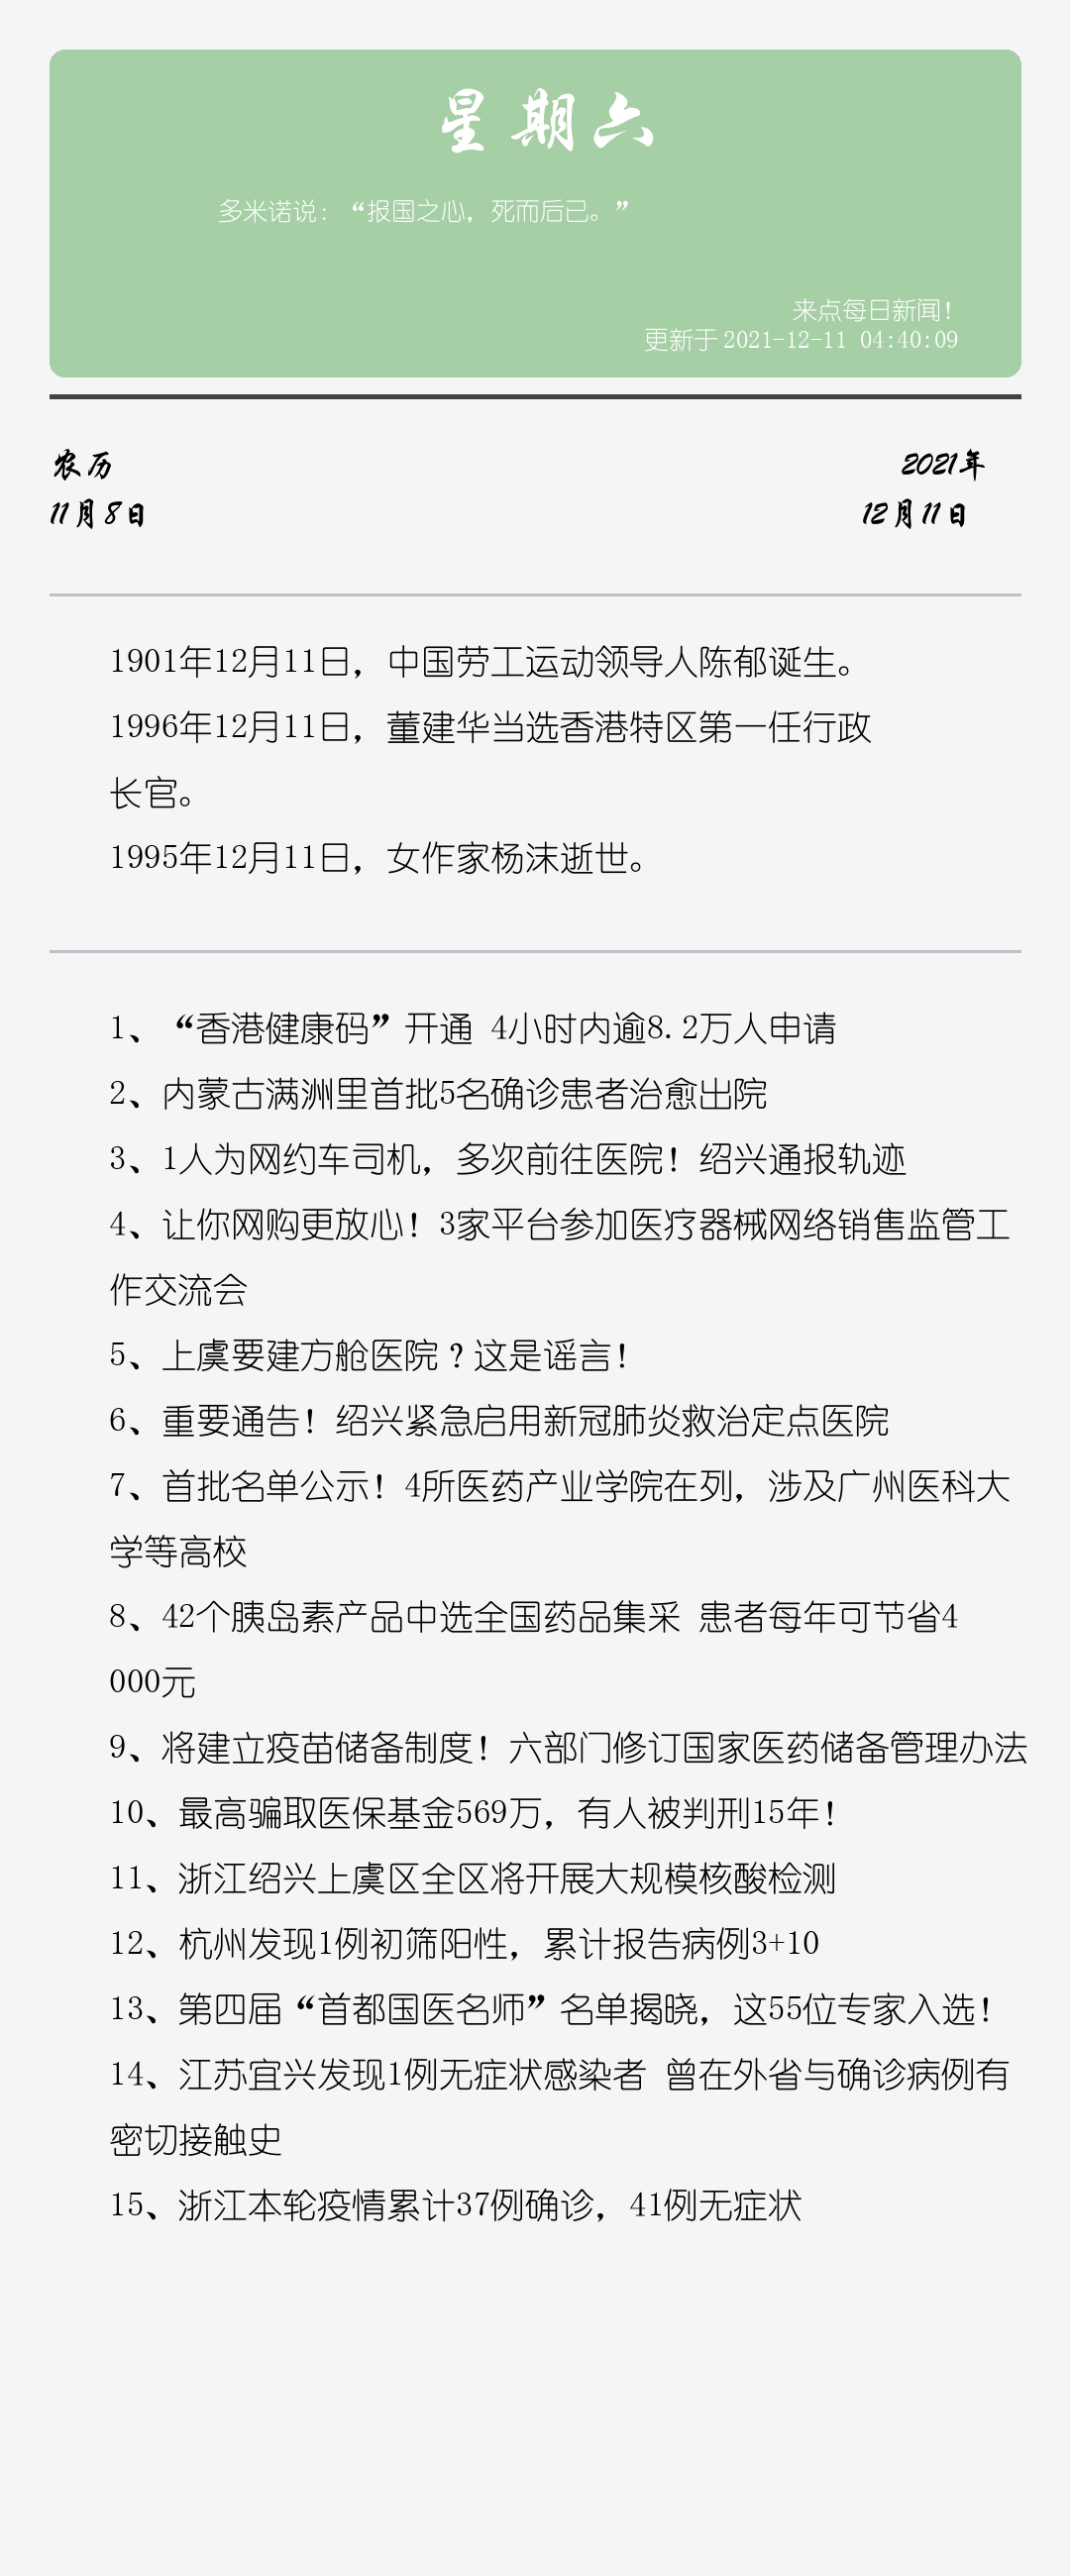 星期六
多米诺说：“报国之心，死而后已。”
来点每日新闻！
更新于2021-12-11 04:40:09
农历
2021年
11月8日
12月11日
1901年12月11日，中国劳工运动领导人陈郁诞生。
1996年12月11日，董建华当选香港特区第一任行政
长官。
1995年12月11日，女作家杨沫逝世。
1、“香港健康码”开通 4小时内逾8.2万人申请
2、内蒙古满洲里首批5名确诊患者治愈出院
3、1人为网约车司机，多次前往医院！绍兴通报轨迹
4、让你网购更放心！3家平台参加医疗器械网络销售监管工
作交流会
5、上虞要建方舱医院？这是谣言！
6、重要通告！绍兴紧急启用新冠肺炎救治定点医院
7、首批名单公示！4所医药产业学院在列，涉及广州医科大
学等高校
8、42个胰岛素产品中选全国药品集采 患者每年可节省4
000元
9、将建立疫苗储备制度！六部门修订国家医药储备管理办法
10、最高骗取医保基金569万，有人被判刑15年！
11、浙江绍兴上虞区全区将开展大规模核酸检测
12、杭州发现1例初筛阳性，累计报告病例3+10
13、第四届“首都国医名师”名单揭晓，这55位专家入选！
14、江苏宜兴发现1例无症状感染者 曾在外省与确诊病例有
密切接触史
15、浙江本轮疫情累计37例确诊，41例无症状